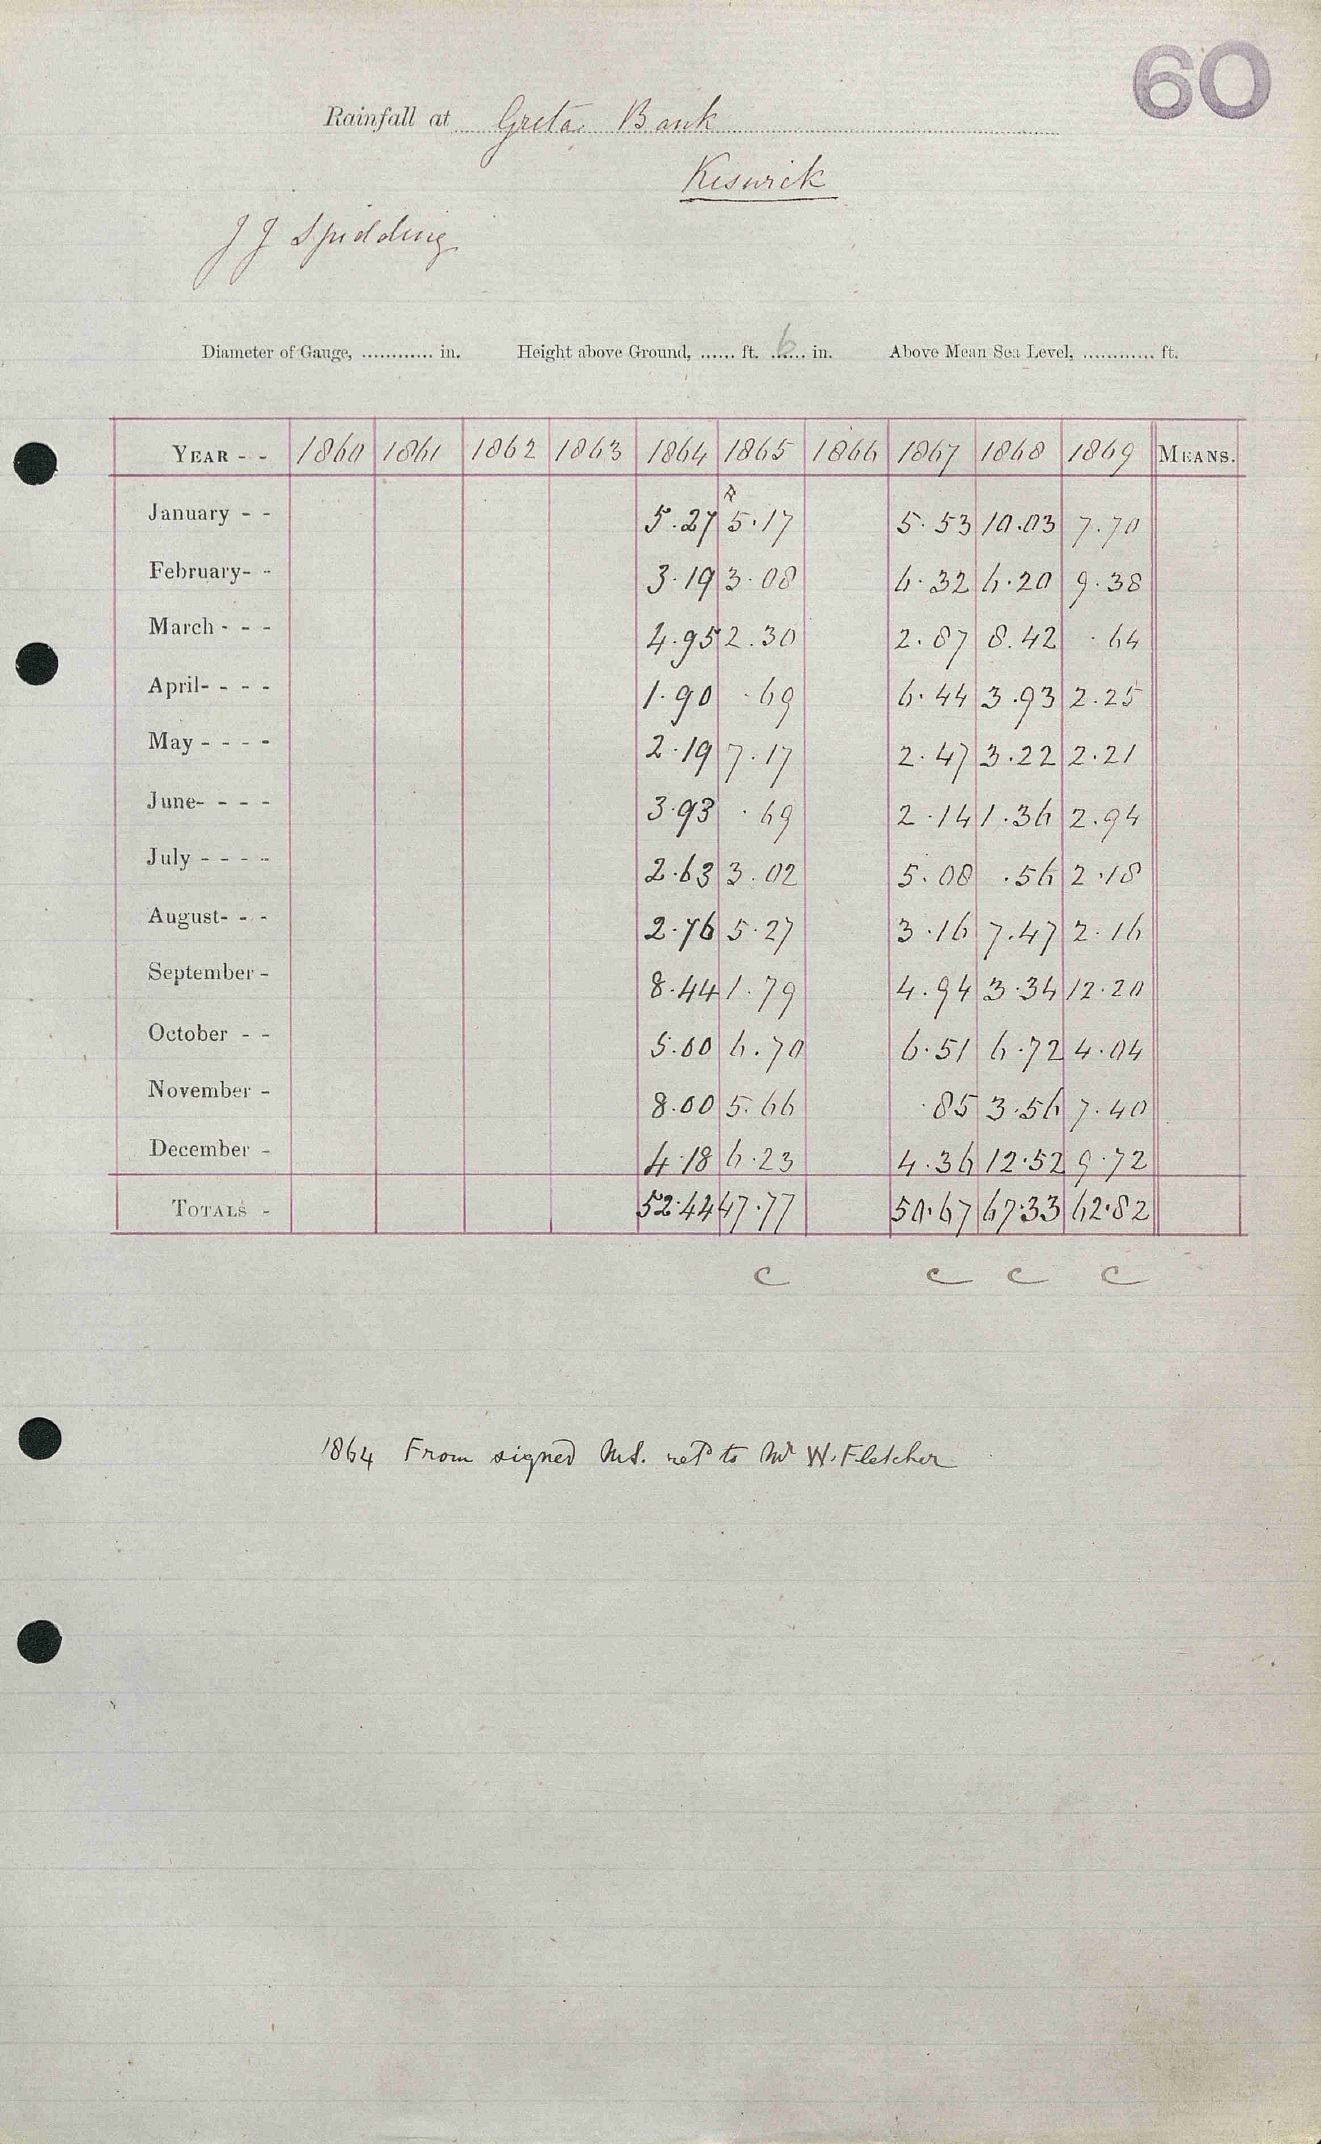 60
Rainfall at Greta Bank
Keswick
J J Spedding
Diameter of Gauge, ............ in. Height above Ground, ...... ft. 6 in. Above Mean Sea Level, ............ ft.
YEAR - - 1860 1861 1862 1863 1864 1865 1866 1867 1868 1869 MEANS.
January - - 5.27 5.17 5.53 10.03 7.70
February- - 3.19 3.08 6.32 6.20 9.38
March - - - 4.95 2.30 2.87 8.42 .64
April- - - - 1.90 .69 6.44 3.93 2.25
May - - - - 2.19 7.17 2.47 3.22 2.21
June- - - - 3.93 .69 2.14 1.36 2.94
July - - - - 2.63 3.02 5.08 .56 2.18
August- - - 2.76 5.27 3.16 7.47 2.16
September - 8.44 1.79 4.94 3.34 12.20
October - - 5.00 6.70 6.51 6.72 4.04
November - 8.00 5.66 .85 3.56 7.40
December - 4.18 6.23 4.36 12.52 9.72
TOTALS - 52.44 47.77 50.67 67.33 62.82
c c c c
1864 From signed MS. retd to Mr W. Fletcher